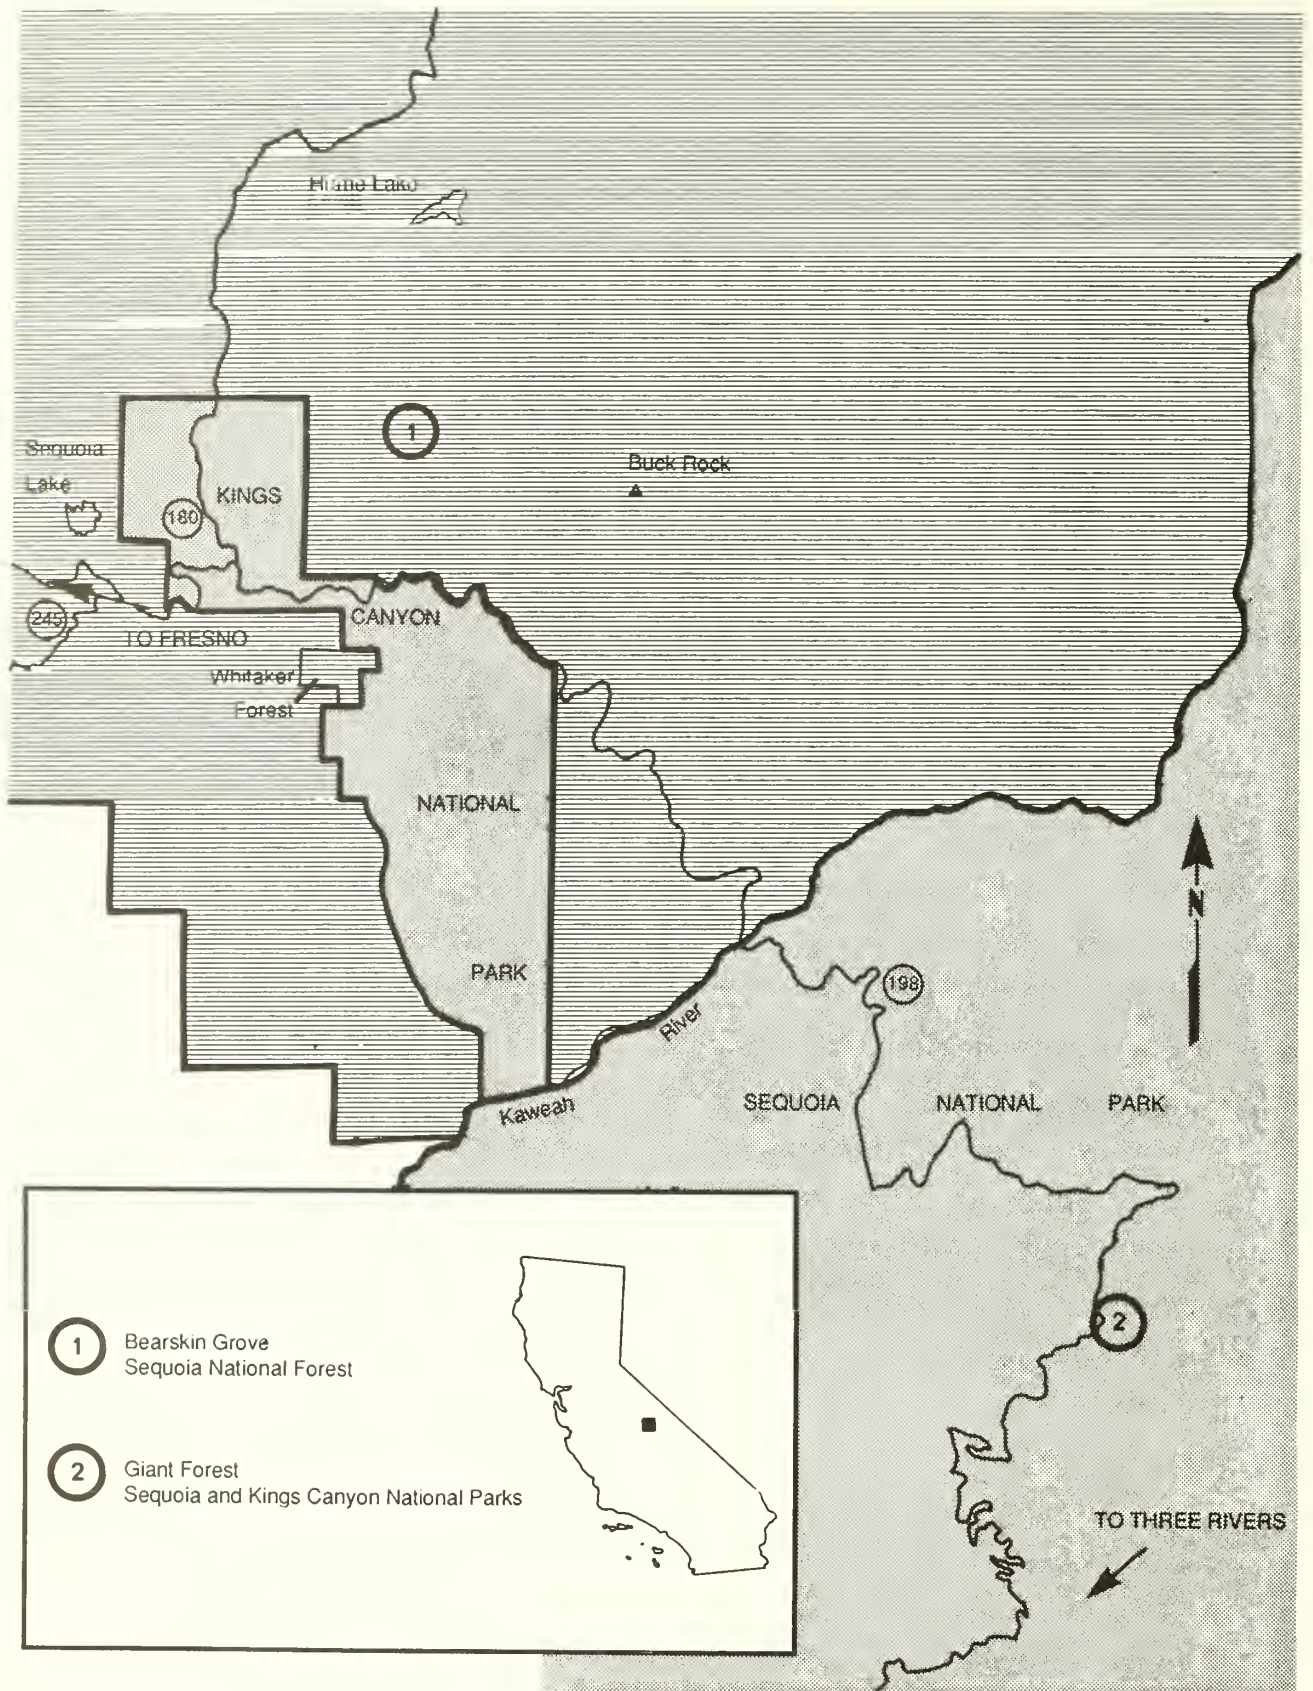 Hume Lake
1
Buck Rock
Sequoia
Lake
KINGS
180
245
CANYON
TO FRESNO
Whitaker
Forest
NATIONAL
N
PARK
198
River
Kaweah
SEQUOIA NATIONAL PARK
1
Bearskin Grove
Sequoia National Forest
2
2
Giant Forest
Sequoia and Kings Canyon National Parks
TO THREE RIVERS